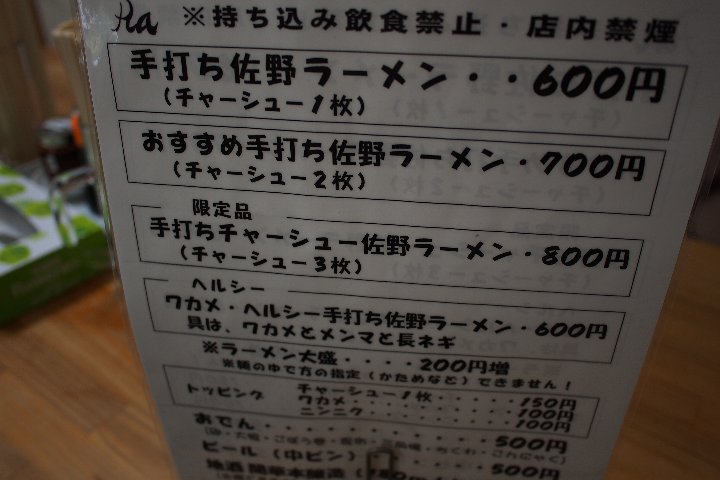 ※持ち込み飲食禁止・店内禁煙
手打ち佐野ラーメン・・600円
(チャーシュー1枚)
おすすめ手打ち佐野ラーメン・700円
(チャーシュー2枚)
限定品
手打ちチャーシュー佐野ラーメン・800円
(チャーシュー3枚)
ヘルシー
ワカメ・ヘルシー手打ち佐野ラーメン・600円
具は、ワカメとメンマと長ネギ
※ラーメン大盛・・・・200円増
※麺のゆで方の指定(かためなど)できません!
トッピング チャーシュー1枚・・・・・・150円
ワカメ・・・・・・・・・・100円
ニンニク・・・・・・・・・100円
おでん・・・・・・・・・・・500円
ビール(中ビン)・・・・・500円
地酒 開華本醸造